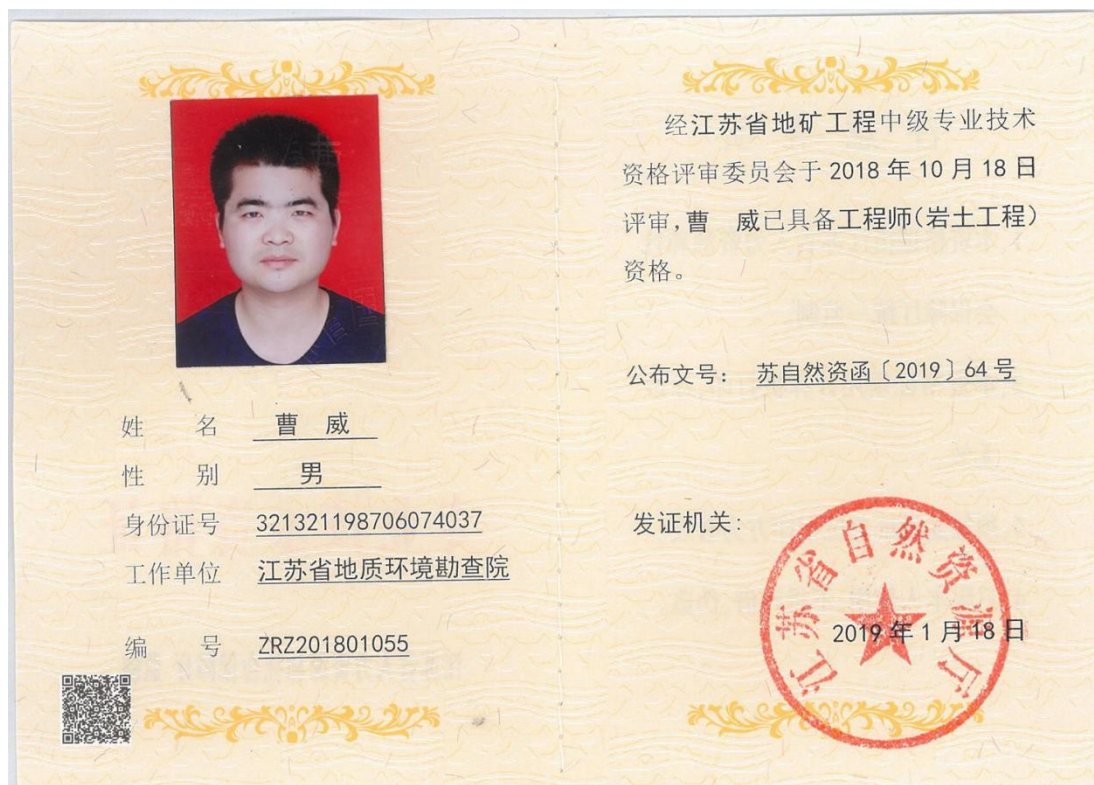 姓 名 曹 威
性 别 男
身份证号 321321198706074037
工作单位 江苏省地质环境勘查院
编 号 ZRZ201801055
经江苏省地矿工程中级专业技术
资格评审委员会于 2018 年 10 月 18 日
评审,曹 威已具备工程师(岩土工程)
资格。
公布文号: 苏自然资函〔2019〕64 号
发证机关:
江苏省自然资源厅
2019 年 1 月 18 日